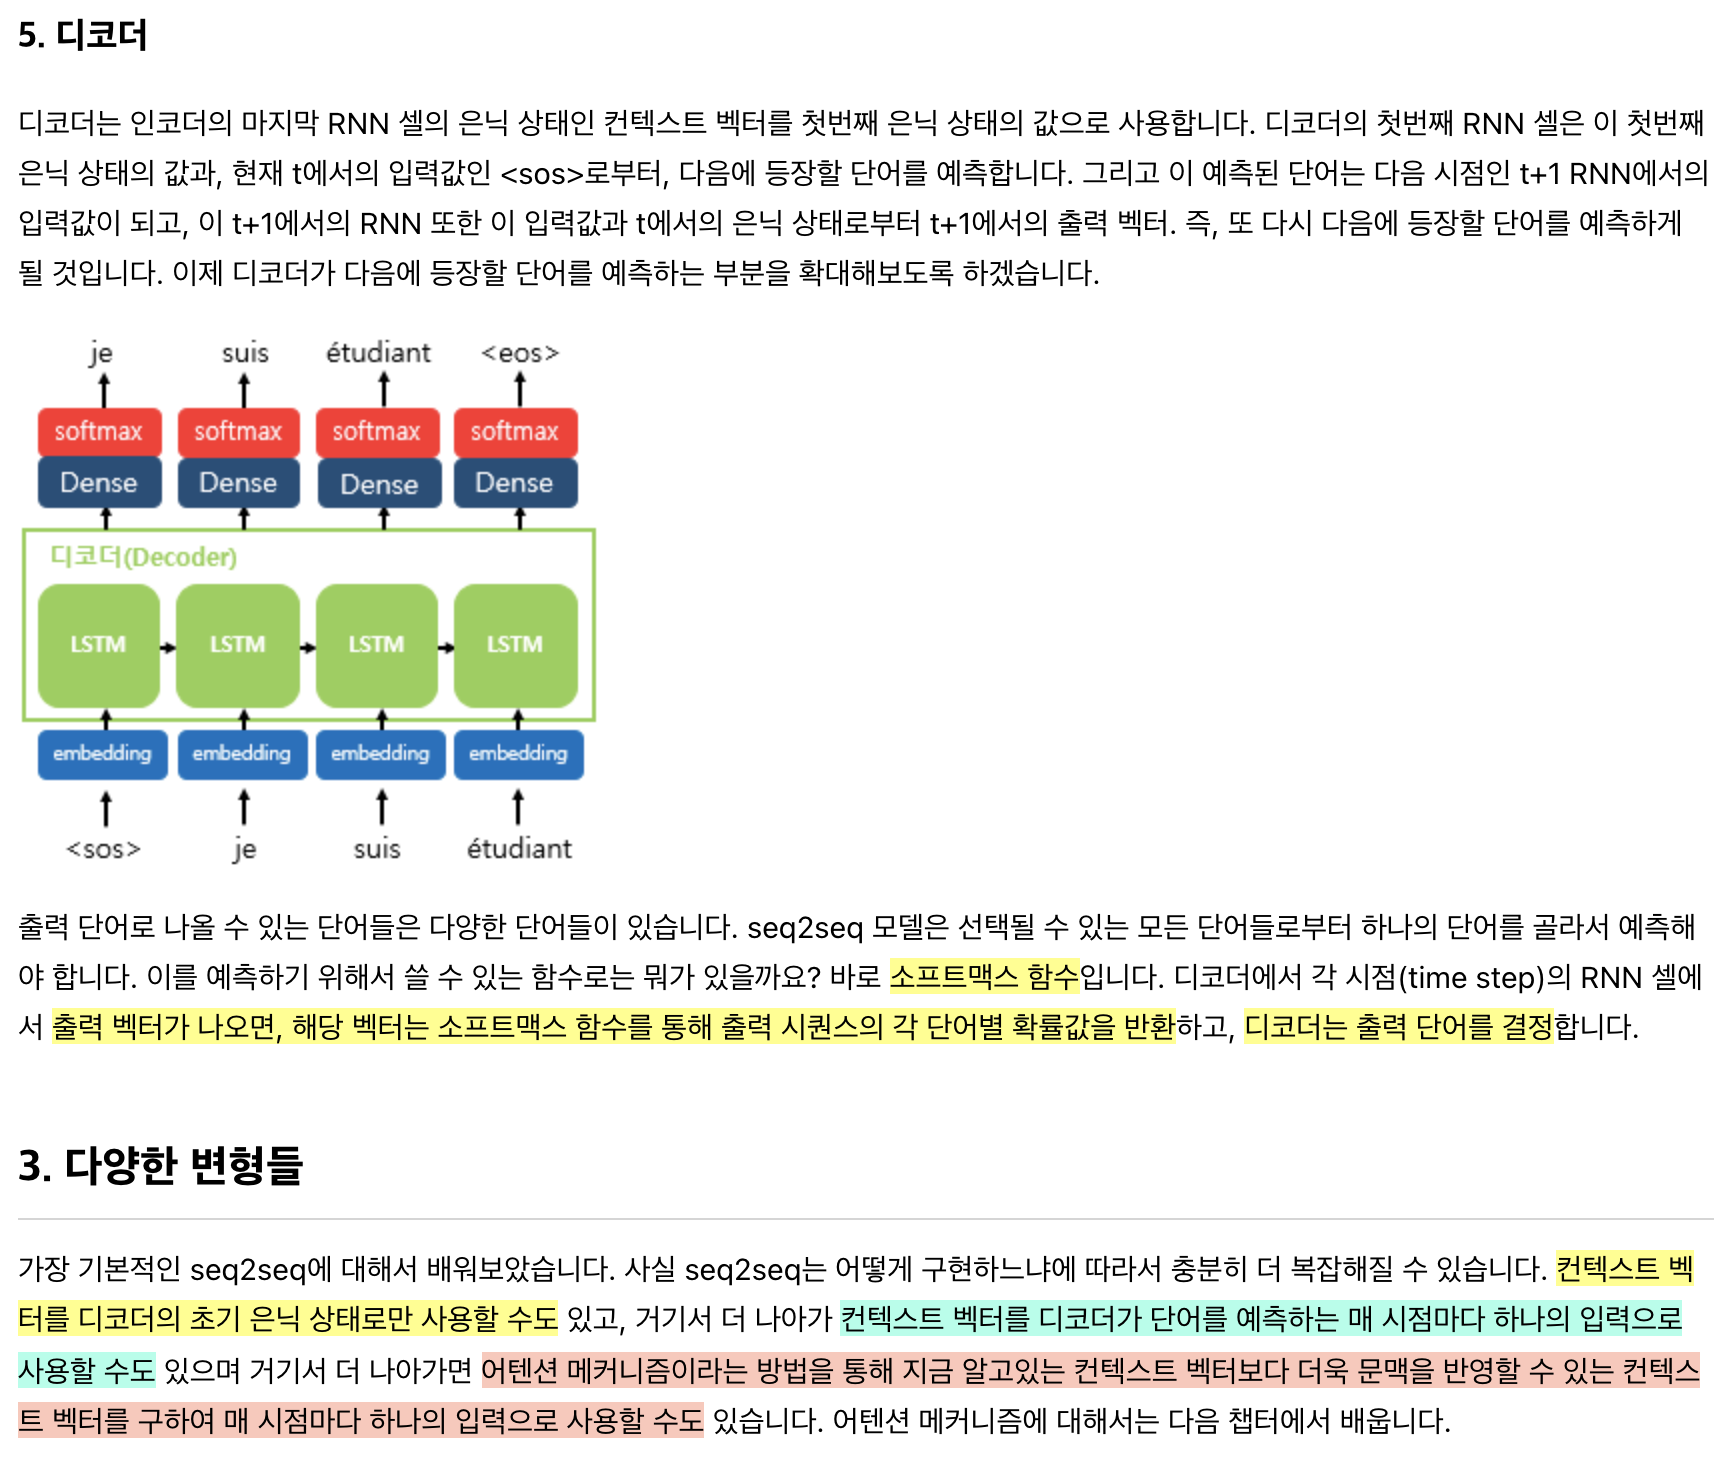 5. 디코더
디코더는 인코더의 마지막 RNN 셀의 은닉 상태인 컨텍스트 벡터를 첫번째 은닉 상태의 값으로 사용합니다. 디코더의 첫번째 RNN 셀은 이 첫번째
은닉 상태의 값과, 현재 t에서의 입력값인 <sos>로부터, 다음에 등장할 단어를 예측합니다. 그리고 이 예측된 단어는 다음 시점인 t+1 RNN에서의
입력값이 되고, 이 t+1에서의 RNN 또한 이 입력값과 t에서의 은닉 상태로부터 t+1에서의 출력 벡터. 즉, 또 다시 다음에 등장할 단어를 예측하게
될 것입니다. 이제 디코더가 다음에 등장할 단어를 예측하는 부분을 확대해보도록 하겠습니다.
je suis étudiant <eos>
softmax softmax softmax softmax
Dense Dense Dense Dense
디코더(Decoder)
LSTM LSTM LSTM LSTM
embedding embedding embedding embedding
<sos> je suis étudiant
출력 단어로 나올 수 있는 단어들은 다양한 단어들이 있습니다. seq2seq 모델은 선택될 수 있는 모든 단어들로부터 하나의 단어를 골라서 예측해
야 합니다. 이를 예측하기 위해서 쓸 수 있는 함수로는 뭐가 있을까요? 바로 소프트맥스 함수입니다. 디코더에서 각 시점(time step)의 RNN 셀에
서 출력 벡터가 나오면, 해당 벡터는 소프트맥스 함수를 통해 출력 시퀀스의 각 단어별 확률값을 반환하고, 디코더는 출력 단어를 결정합니다.
3. 다양한 변형들
가장 기본적인 seq2seq에 대해서 배워보았습니다. 사실 seq2seq는 어떻게 구현하느냐에 따라서 충분히 더 복잡해질 수 있습니다. 컨텍스트 벡
터를 디코더의 초기 은닉 상태로만 사용할 수도 있고, 거기서 더 나아가 컨텍스트 벡터를 디코더가 단어를 예측하는 매 시점마다 하나의 입력으로
사용할 수도 있으며 거기서 더 나아가면 어텐션 메커니즘이라는 방법을 통해 지금 알고있는 컨텍스트 벡터보다 더욱 문맥을 반영할 수 있는 컨텍스
트 벡터를 구하여 매 시점마다 하나의 입력으로 사용할 수도 있습니다. 어텐션 메커니즘에 대해서는 다음 챕터에서 배웁니다.